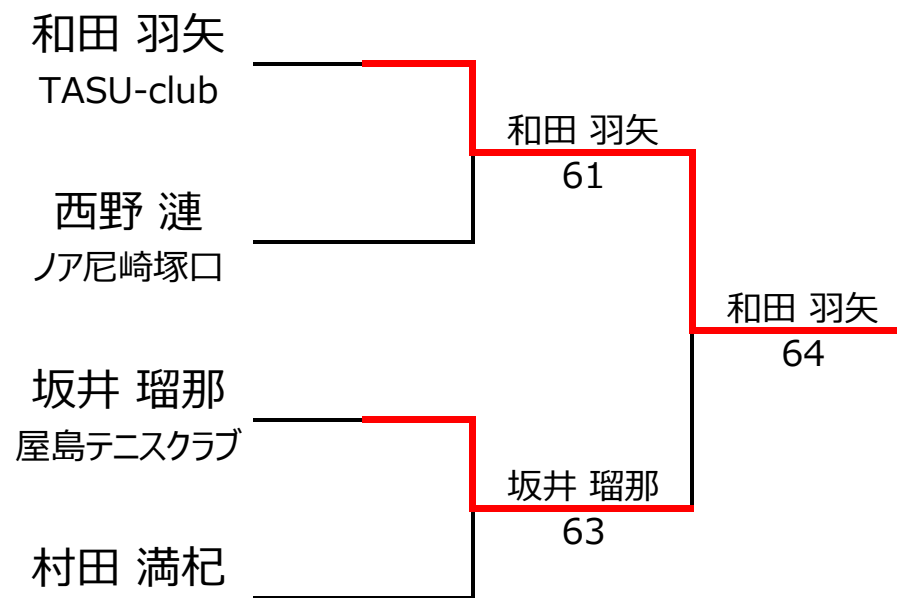 和田 羽矢
TASU-club
和田 羽矢
61
西野 漣
ノア尼崎塚口
和田 羽矢
64
坂井 瑠那
屋島テニスクラブ
坂井 瑠那
63
村田 満杞